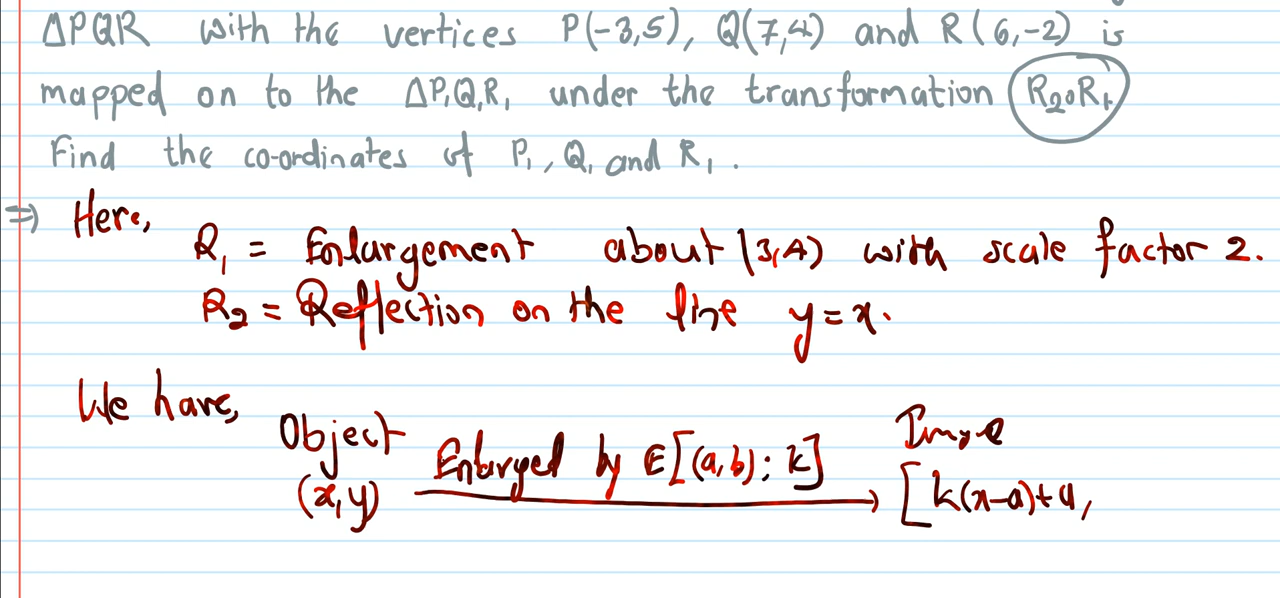 ΔPQR with the vertices P(-3,5), Q(7,4) and R(6,-2) is
mapped on to the ΔP₁Q₁R₁ under the transformation R₂oR₁
Find the co-ordinates of P₁, Q₁ and R₁.
⇒ Here,
R₁ = Enlargement about (3,4) with scale factor 2.
R₂ = Reflection on the line y=x.
We have,
Object Image
Enlarged by E[(a,b); k]
(x,y) → [k(x-a)+a,